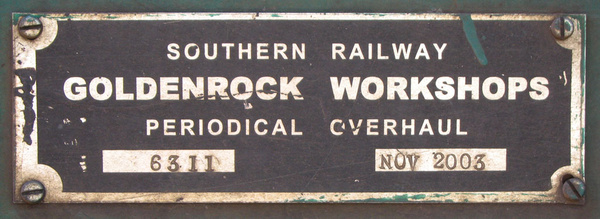 SOUTHERN RAILWAY
GOLDENROCK WORKSHOPS
PERIODICAL OVERHAUL
6311 NOV 2003